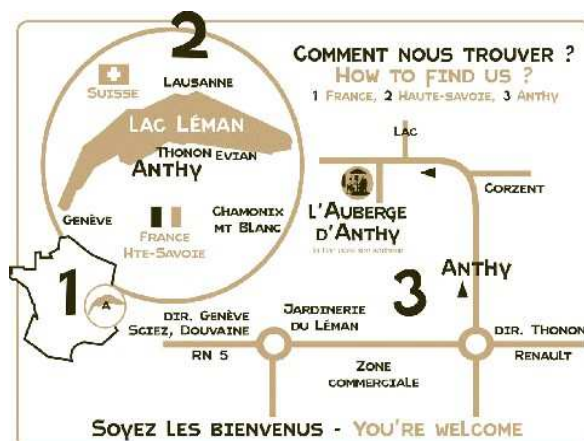 2
COMMENT NOUS TROUVER ?
HOW TO FIND US ?
1 FRANCE, 2 HAUTE-SAVOIE, 3 ANTHY
SUISSE
LAUSANNE
LAC LÉMAN
THONON EVIAN
ANTHY
GENÈVE
FRANCE
HTE-SAVOIE
CHAMONIX
MT BLANC
LAC
CORZENT
L'AUBERGE
D'ANTHY
ANTHY
1
A
3
DIR. GENÈVE
SCIEZ, DOUVAINE
RN 5
JARDINERIE
DU LÉMAN
ZONE
COMMERCIALE
DIR. THONON
RENAULT
SOYEZ LES BIENVENUS - YOU'RE WELCOME